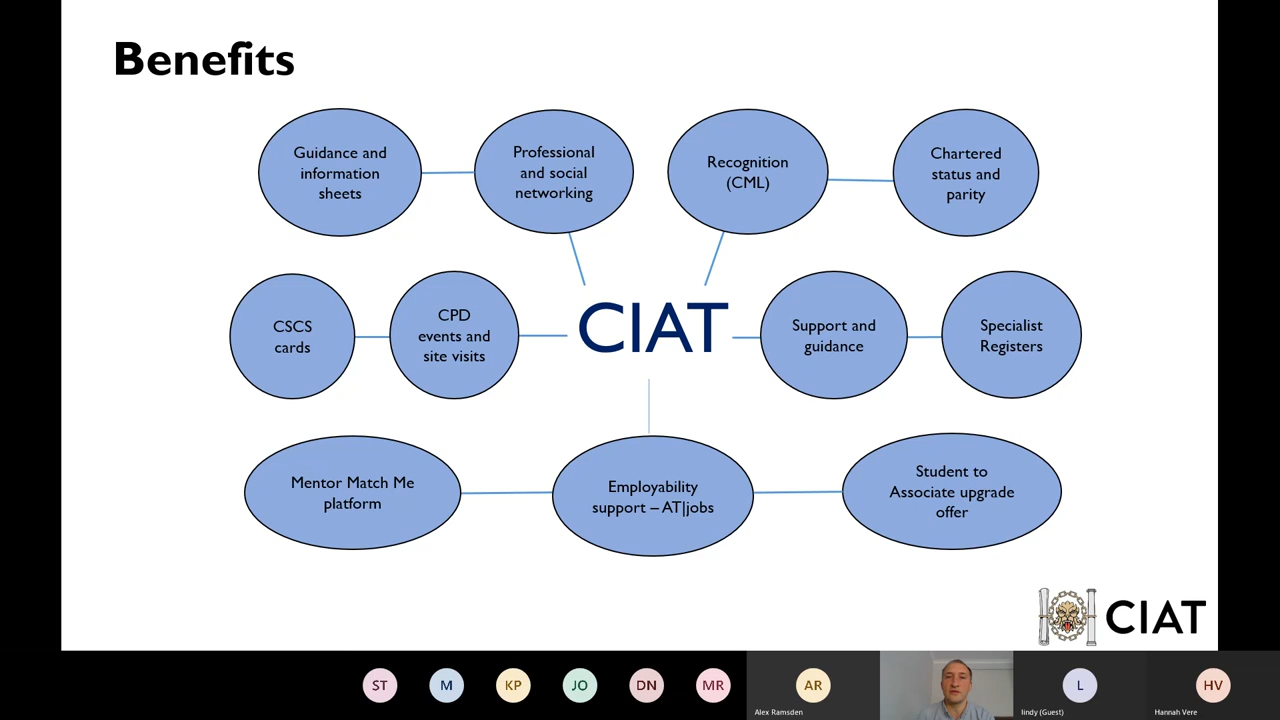 Benefits
Guidance and
information
sheets
Professional
and social
networking
Recognition
(CML)
Chartered
status and
parity
CSCS
cards
CPD
events and
site visits
CIAT
Support and
guidance
Specialist
Registers
Mentor Match Me
platform
Employability
support – AT|jobs
Student to
Associate upgrade
offer
CIAT
ST
M
KP
JO
DN
MR
AR
Alex Ramsden
L
lindy (Guest)
HV
Hannah Vere